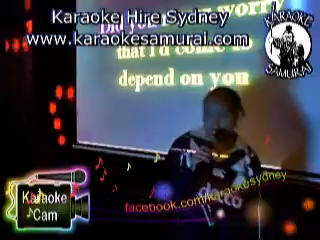 Karaoke Hire Sydney
www.karaokesamurai.com
KARAOKE
SAMURAI
worry
that I'd come to
depend on you
Karaoke
Cam
facebook.com/karaokesydney